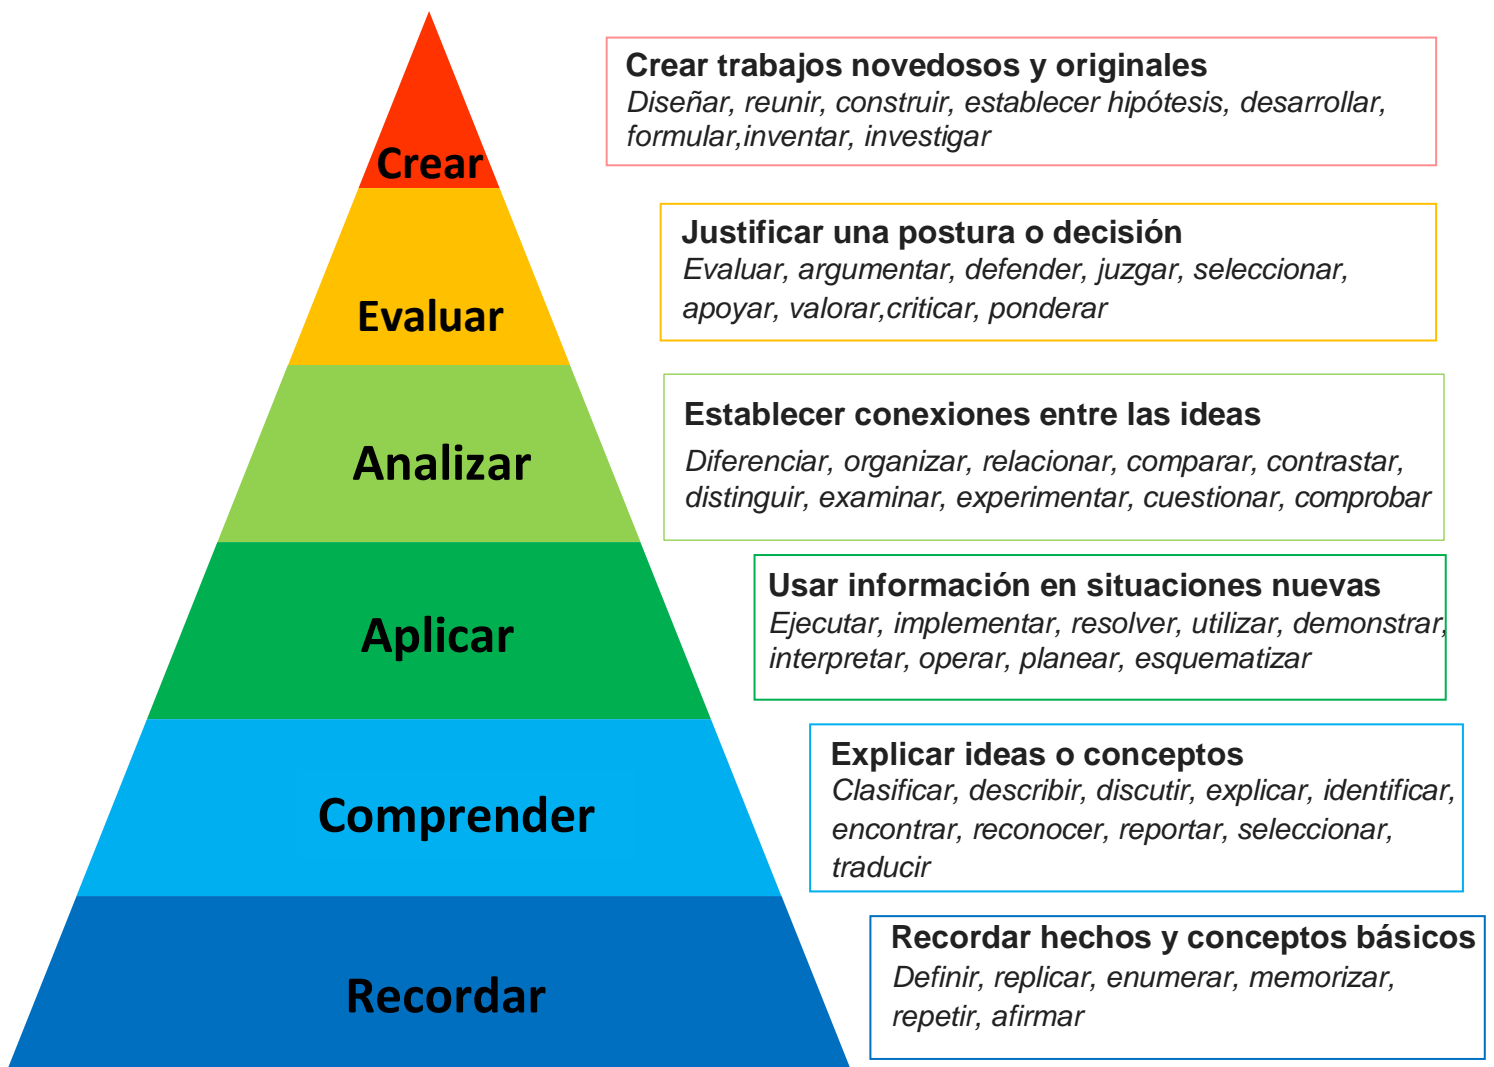 Crear
Crear trabajos novedosos y originales
Diseñar, reunir, construir, establecer hipótesis, desarrollar,
formular,inventar, investigar
Evaluar
Justificar una postura o decisión
Evaluar, argumentar, defender, juzgar, seleccionar,
apoyar, valorar,criticar, ponderar
Analizar
Establecer conexiones entre las ideas
Diferenciar, organizar, relacionar, comparar, contrastar,
distinguir, examinar, experimentar, cuestionar, comprobar
Aplicar
Usar información en situaciones nuevas
Ejecutar, implementar, resolver, utilizar, demonstrar,
interpretar, operar, planear, esquematizar
Comprender
Explicar ideas o conceptos
Clasificar, describir, discutir, explicar, identificar,
encontrar, reconocer, reportar, seleccionar,
traducir
Recordar
Recordar hechos y conceptos básicos
Definir, replicar, enumerar, memorizar,
repetir, afirmar